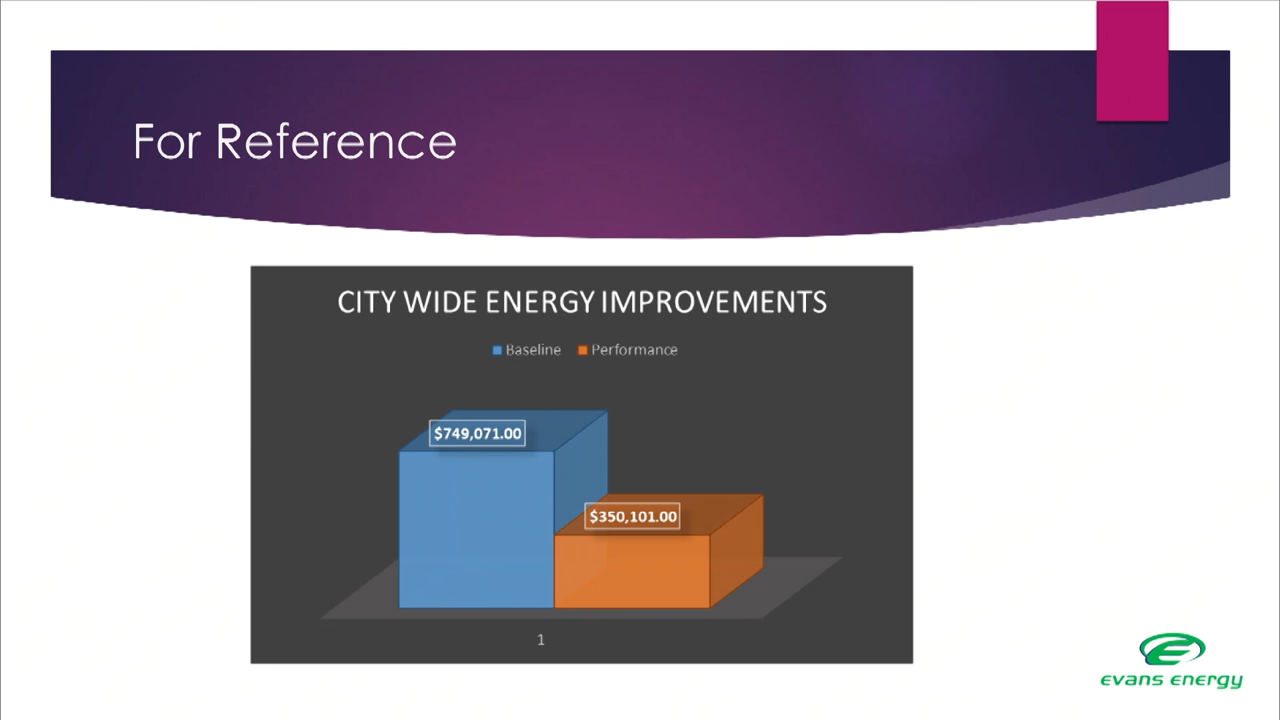 For Reference
CITY WIDE ENERGY IMPROVEMENTS
Baseline Performance
$749,071.00
$350,101.00
1
evans energy